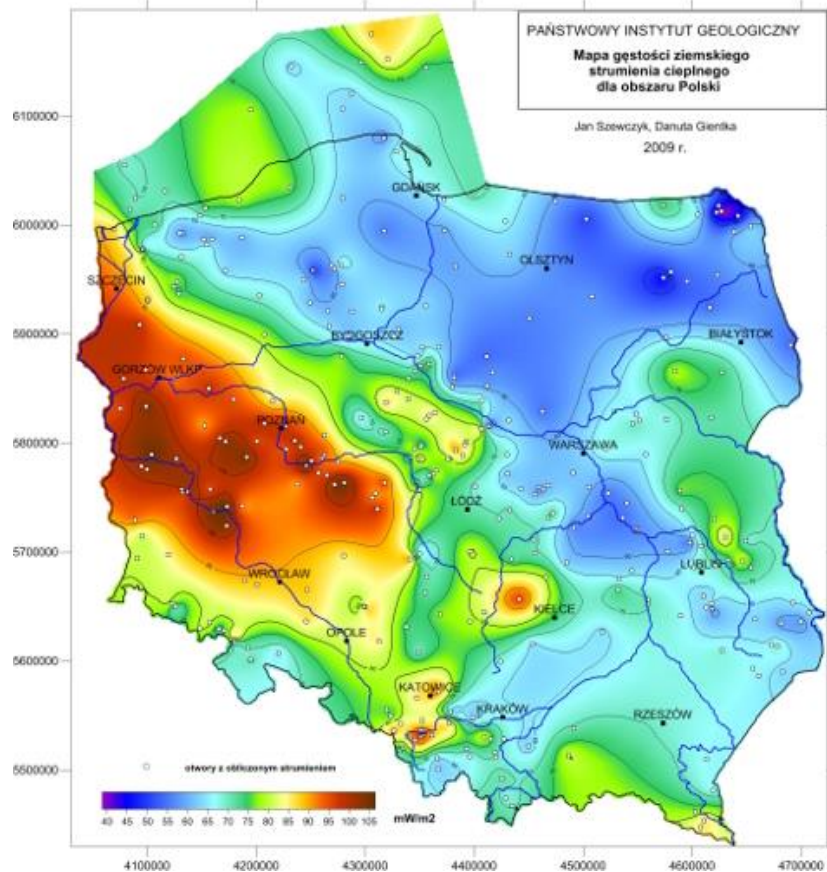 PAŃSTWOWY INSTYTUT GEOLOGICZNY
Mapa gęstości ziemskiego
strumienia cieplnego
dla obszaru Polski
Jan Szewczyk, Danuta Gientka
2009 r.
6100000
6000000
5900000
5800000
5700000
5600000
5500000
GDAŃSK
OLSZTYN
SZCZECIN
BYDGOSZCZ
BIAŁYSTOK
GORZÓW WLKP
POZNAŃ
WARSZAWA
ŁÓDŹ
LUBLIN
WROCŁAW
KIELCE
OPOLE
KATOWICE
KRAKÓW
RZESZÓW
otwory z obliczonym strumieniem
40 45 50 55 60 65 70 75 80 85 90 95 100 105
mW/m2
4100000 4200000 4300000 4400000 4500000 4600000 4700000